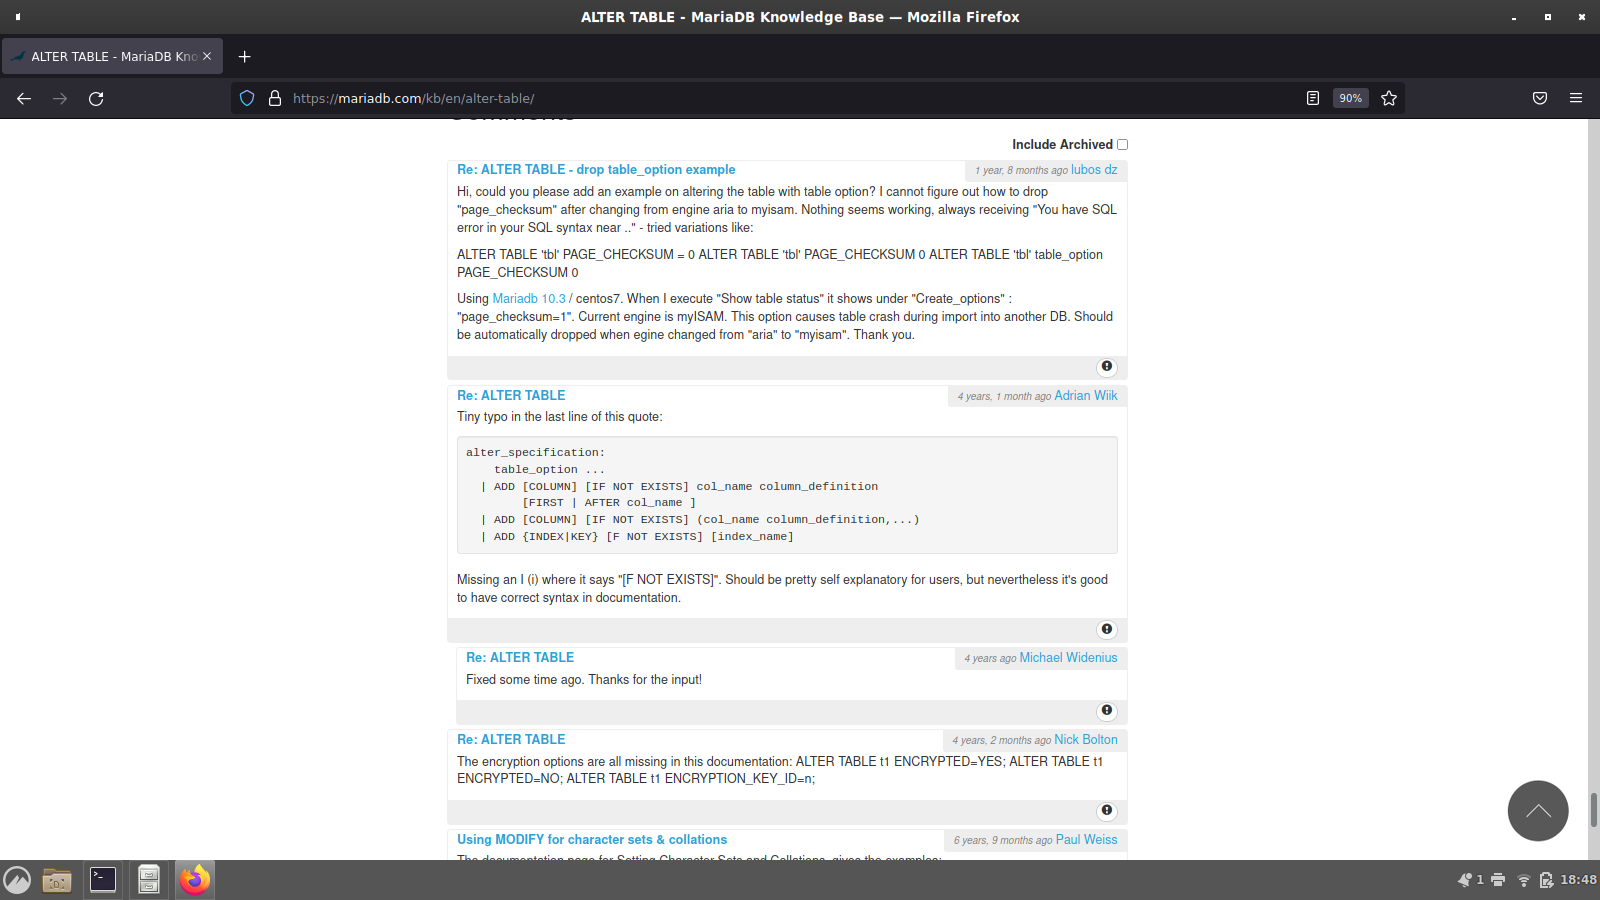 ALTER TABLE - MariaDB Knowledge Base — Mozilla Firefox
ALTER TABLE - MariaDB Kno
https://mariadb.com/kb/en/alter-table/
90%
Include Archived
Re: ALTER TABLE - drop table_option example
1 year, 8 months ago lubos dz
Hi, could you please add an example on altering the table with table option? I cannot figure out how to drop
"page_checksum" after changing from engine aria to myisam. Nothing seems working, always receiving "You have SQL
error in your SQL syntax near .." - tried variations like:
ALTER TABLE 'tbl' PAGE_CHECKSUM = 0 ALTER TABLE 'tbl' PAGE_CHECKSUM 0 ALTER TABLE 'tbl' table_option
PAGE_CHECKSUM 0
Using Mariadb 10.3 / centos7. When I execute "Show table status" it shows under "Create_options" :
"page_checksum=1". Current engine is myISAM. This option causes table crash during import into another DB. Should
be automatically dropped when egine changed from "aria" to "myisam". Thank you.
Re: ALTER TABLE
4 years, 1 month ago Adrian Wiik
Tiny typo in the last line of this quote:
alter_specification:
table_option ...
| ADD [COLUMN] [IF NOT EXISTS] col_name column_definition
[FIRST | AFTER col_name ]
| ADD [COLUMN] [IF NOT EXISTS] (col_name column_definition,...)
| ADD {INDEX|KEY} [F NOT EXISTS] [index_name]
Missing an I (i) where it says "[F NOT EXISTS]". Should be pretty self explanatory for users, but nevertheless it's good
to have correct syntax in documentation.
Re: ALTER TABLE
4 years ago Michael Widenius
Fixed some time ago. Thanks for the input!
Re: ALTER TABLE
4 years, 2 months ago Nick Bolton
The encryption options are all missing in this documentation: ALTER TABLE t1 ENCRYPTED=YES; ALTER TABLE t1
ENCRYPTED=NO; ALTER TABLE t1 ENCRYPTION_KEY_ID=n;
Using MODIFY for character sets & collations
6 years, 9 months ago Paul Weiss
The documentation page for Setting Character Sets and Collations, gives the examples:
1
18:48